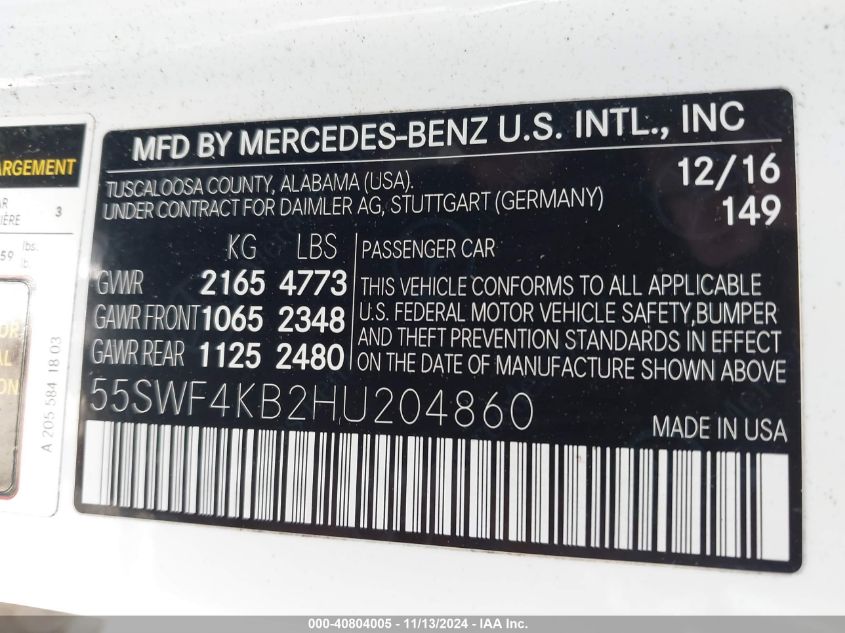 MFD BY MERCEDES-BENZ U.S. INTL., INC
TUSCALOOSA COUNTY, ALABAMA (USA). 12/16
UNDER CONTRACT FOR DAIMLER AG, STUTTGART (GERMANY) 149
KG LBS PASSENGER CAR
GVWR 2165 4773
GAWR FRONT 1065 2348
GAWR REAR 1125 2480
THIS VEHICLE CONFORMS TO ALL APPLICABLE
U.S. FEDERAL MOTOR VEHICLE SAFETY, BUMPER
AND THEFT PREVENTION STANDARDS IN EFFECT
ON THE DATE OF MANUFACTURE SHOWN ABOVE.
55SWF4KB2HU204860
MADE IN USA
ARGEMENT
3
59 lbs.
A 205 584 18 03
000-40804005 - 11/13/2024 - IAA Inc.